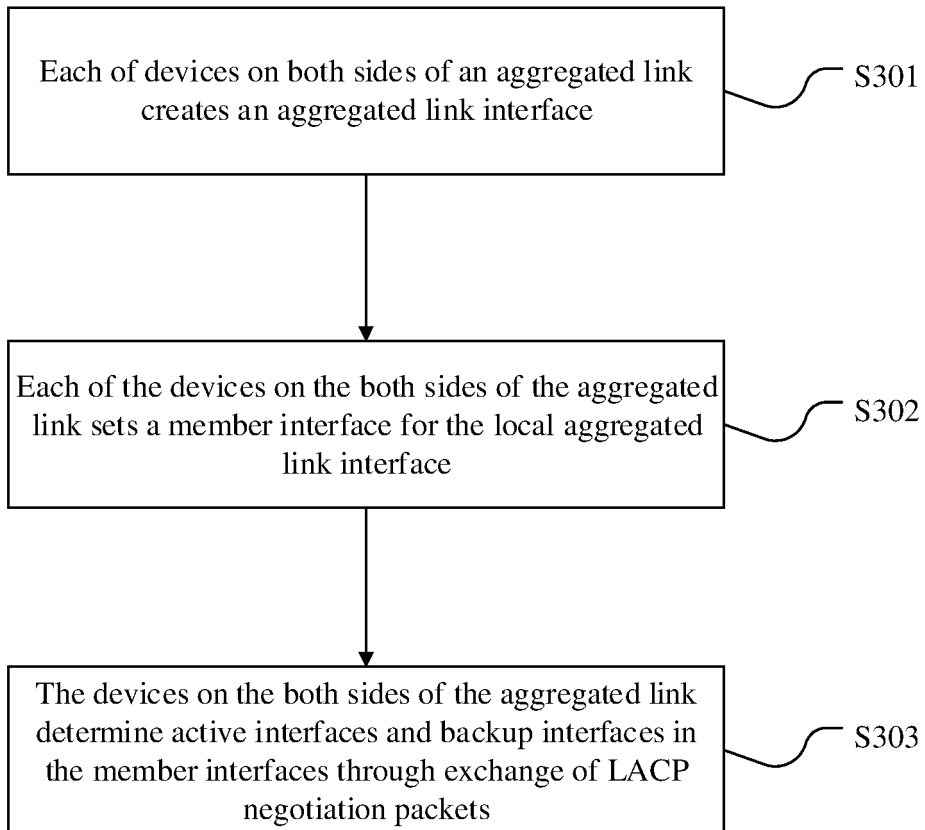 Each of devices on both sides of an aggregated link
creates an aggregated link interface
S301
Each of the devices on the both sides of the aggregated
link sets a member interface for the local aggregated
link interface
S302
The devices on the both sides of the aggregated link
determine active interfaces and backup interfaces in
the member interfaces through exchange of LACP
negotiation packets
S303